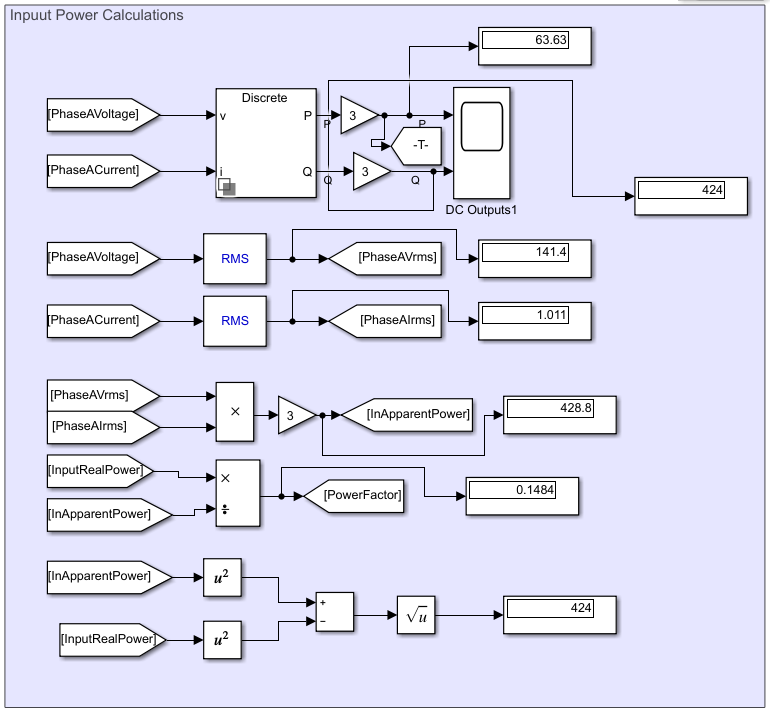 Inpuut Power Calculations
63.63
[PhaseAVoltage]
Discrete
v
P
P
3
P
-T-
[PhaseACurrent]
i
Q
Q
3
Q
424
DC Outputs1
[PhaseAVoltage]
RMS
[PhaseAVrms]
141.4
[PhaseACurrent]
RMS
[PhaseAIrms]
1.011
[PhaseAVrms]
[PhaseAIrms]
×
3
[InApparentPower]
428.8
[InputRealPower]
[InApparentPower]
×
÷
[PowerFactor]
0.1484
[InApparentPower]
u²
[InputRealPower]
u²
+
−
√u
424